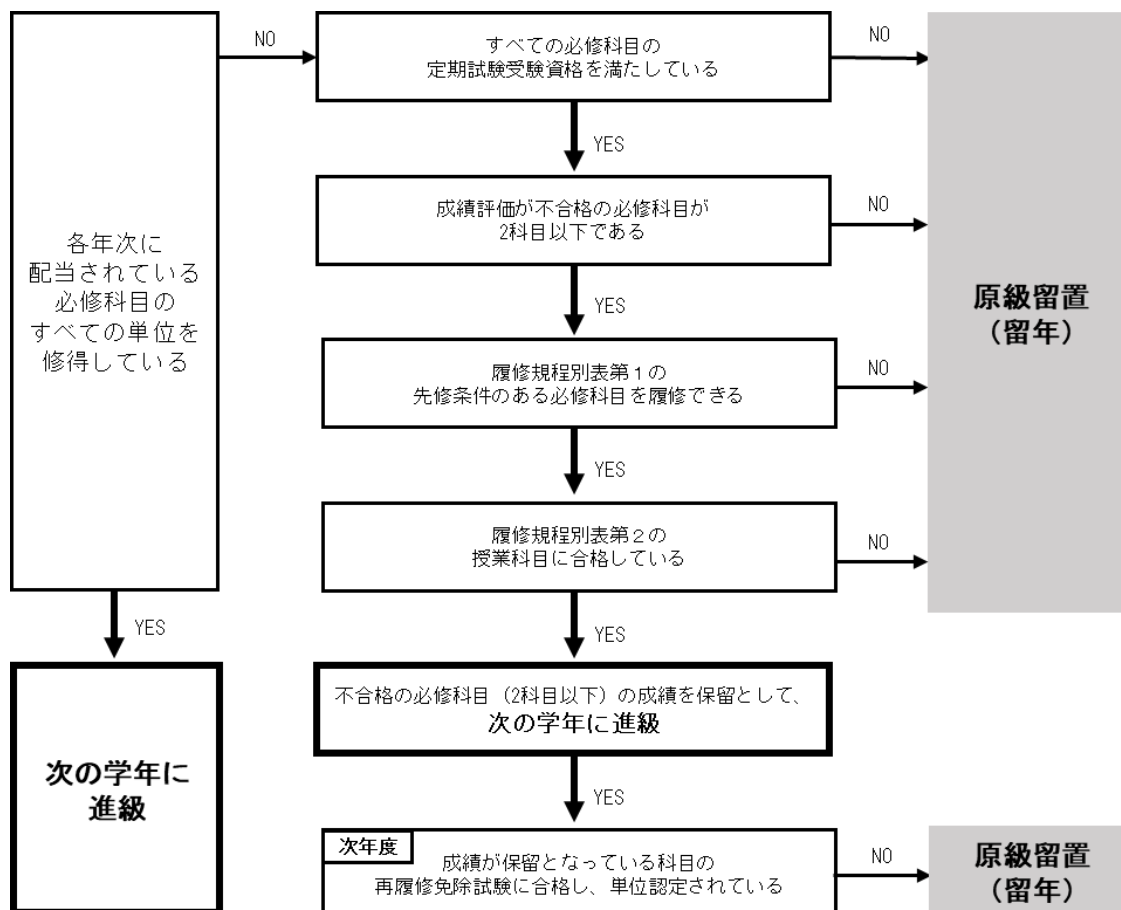 各年次に
配当されている
必修科目の
すべての単位を
修得している
YES
次の学年に
進級
NO
すべての必修科目の
定期試験受験資格を満たしている
NO
YES
成績評価が不合格の必修科目が
2科目以下である
NO
YES
履修規程別表第１の
先修条件のある必修科目を履修できる
NO
YES
履修規程別表第２の
授業科目に合格している
NO
YES
原級留置
（留年）
不合格の必修科目（2科目以下）の成績を保留として、
次の学年に進級
YES
次年度
成績が保留となっている科目の
再履修免除試験に合格し、単位認定されている
NO
原級留置
（留年）